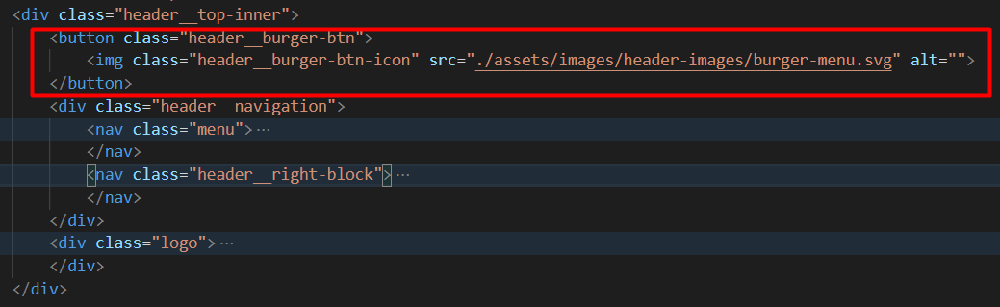 <div class="header__top-inner">
<button class="header__burger-btn">
<img class="header__burger-btn-icon" src="./assets/images/header-images/burger-menu.svg" alt="">
</button>
<div class="header__navigation">
<nav class="menu">…
</nav>
<nav class="header__right-block">…
</nav>
</div>
<div class="logo">…
</div>
</div>